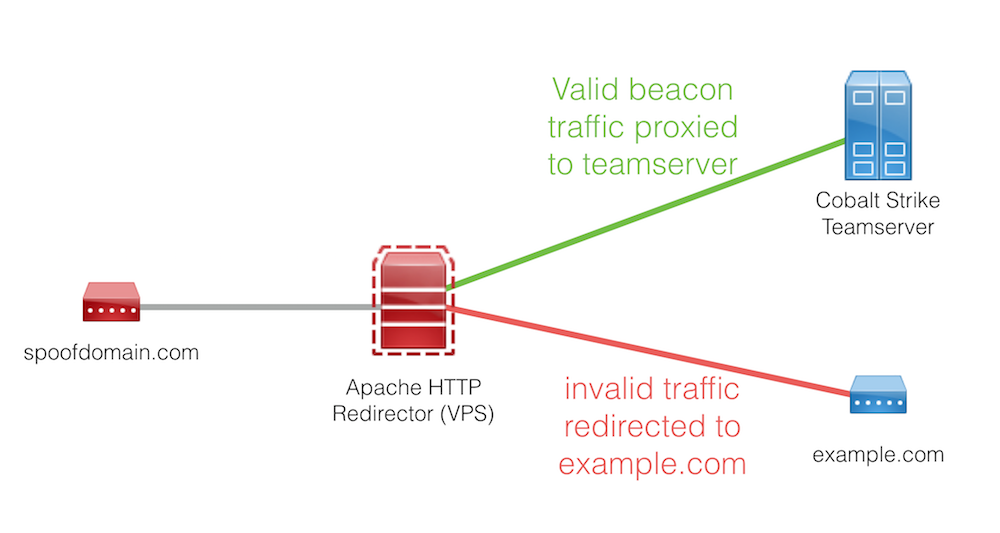 Valid beacon
traffic proxied
to teamserver
Cobalt Strike
Teamserver
spoofdomain.com
Apache HTTP
Redirector (VPS)
invalid traffic
redirected to
example.com
example.com